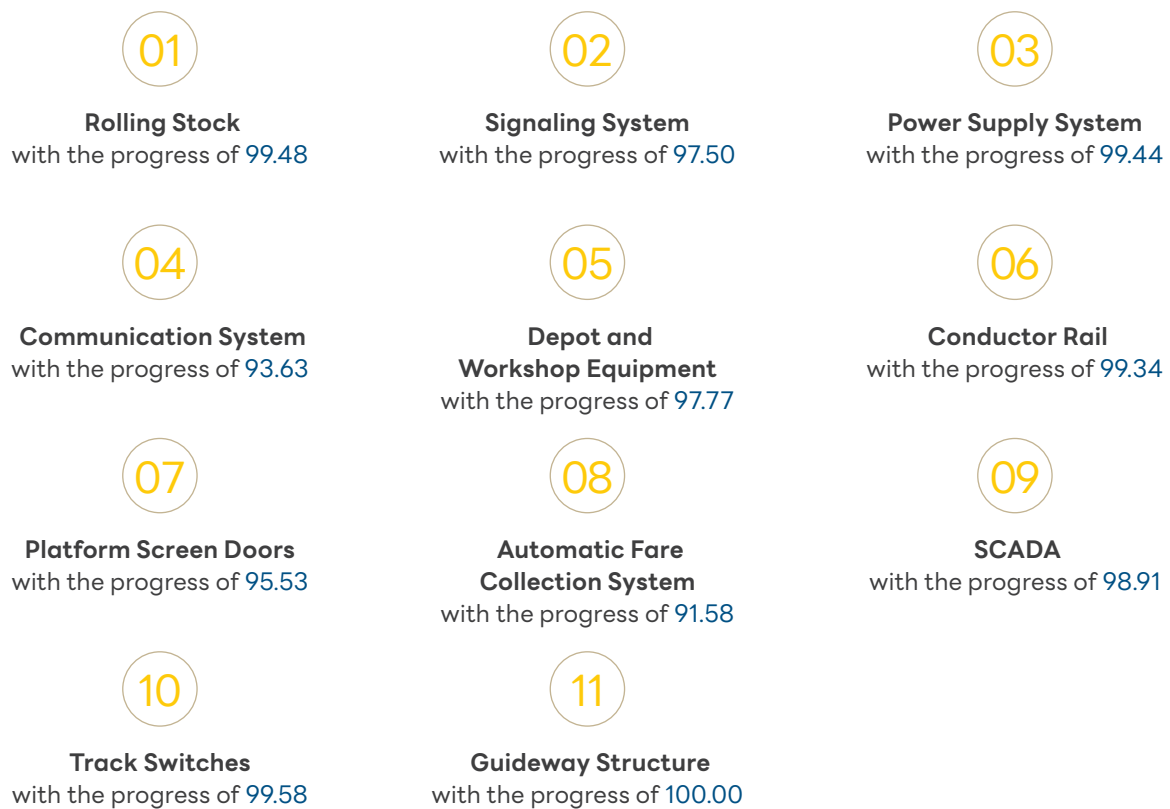 01
Rolling Stock
with the progress of 99.48
02
Signaling System
with the progress of 97.50
03
Power Supply System
with the progress of 99.44
04
Communication System
with the progress of 93.63
05
Depot and
Workshop Equipment
with the progress of 97.77
06
Conductor Rail
with the progress of 99.34
07
Platform Screen Doors
with the progress of 95.53
08
Automatic Fare
Collection System
with the progress of 91.58
09
SCADA
with the progress of 98.91
10
Track Switches
with the progress of 99.58
11
Guideway Structure
with the progress of 100.00